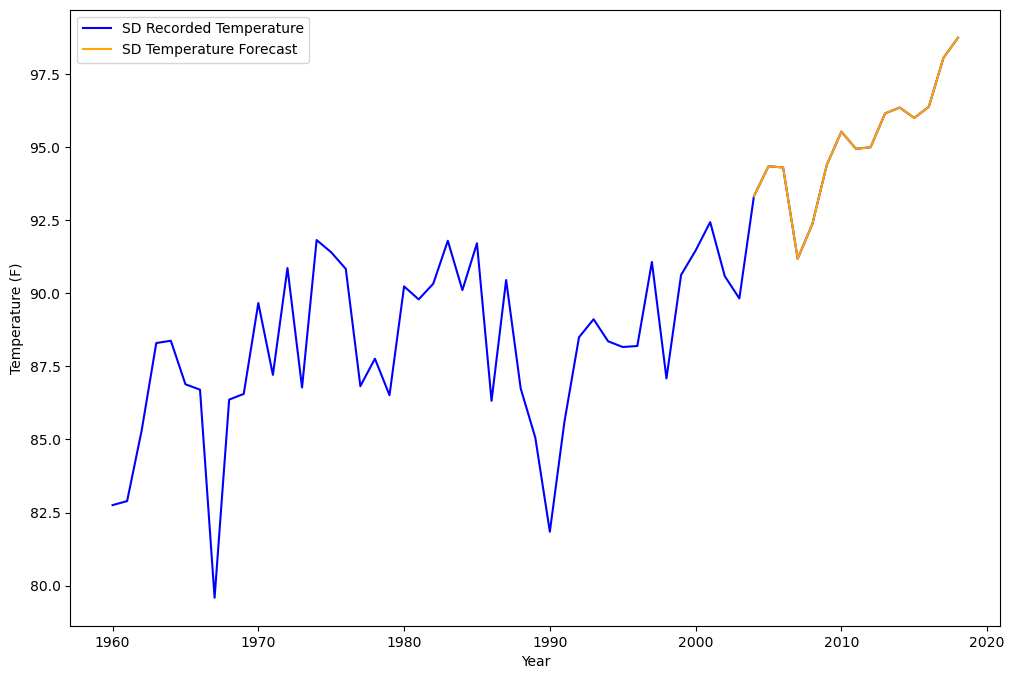 SD Recorded Temperature
SD Temperature Forecast
97.5
95.0
92.5
90.0
87.5
85.0
82.5
80.0
Temperature (F)
1960 1970 1980 1990 2000 2010 2020
Year